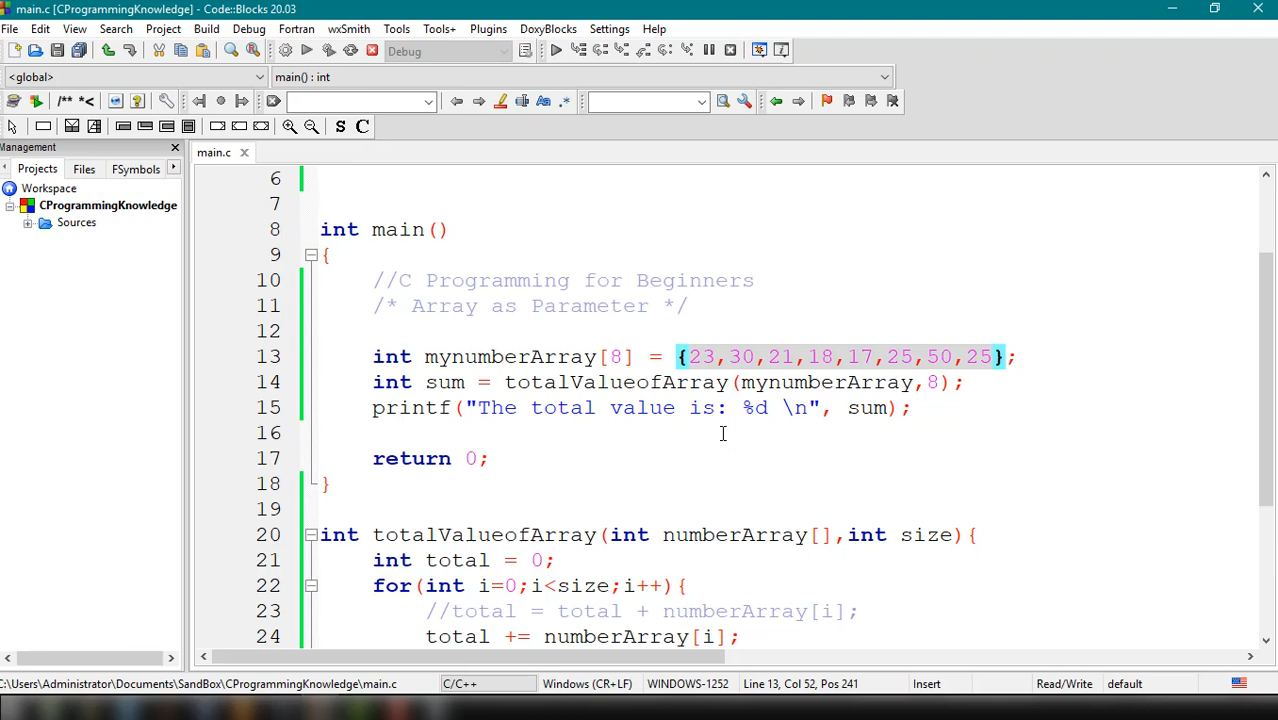 main.c [CProgrammingKnowledge] - Code::Blocks 20.03
File Edit View Search Project Build Debug Fortran wxSmith Tools Tools+ Plugins DoxyBlocks Settings Help
Debug
<global> main() : int
/** *<
S C
Management
main.c
Projects Files FSymbols
Workspace
CProgrammingKnowledge
Sources
6
7
8 int main()
9 {
10 //C Programming for Beginners
11 /* Array as Parameter */
12
13 int mynumberArray[8] = {23,30,21,18,17,25,50,25};
14 int sum = totalValueofArray(mynumberArray,8);
15 printf("The total value is: %d \n", sum);
16
17 return 0;
18 }
19
20 int totalValueofArray(int numberArray[],int size){
21 int total = 0;
22 for(int i=0;i<size;i++){
23 //total = total + numberArray[i];
24 total += numberArray[i];
C:\Users\Administrator\Documents\SandBox\CProgrammingKnowledge\main.c C/C++ Windows (CR+LF) WINDOWS-1252 Line 13, Col 52, Pos 241 Insert Read/Write default